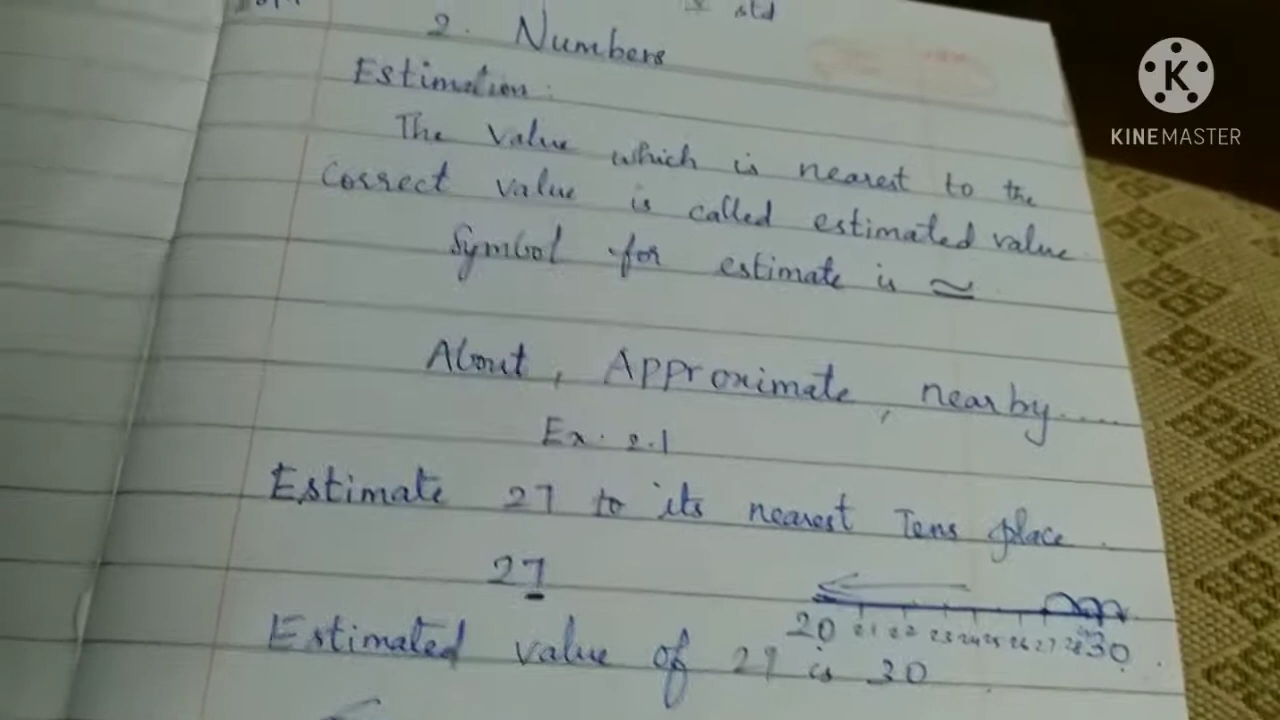 std
2. Numbers
Estimation:
The value which is nearest to the
correct value is called estimated value
Symbol for estimate is ≃
About, Approximate, nearby.....
Ex. 2.1
Estimate 27 to its nearest Tens place.
27
20 21 22 23 24 25 26 27 28 30
Estimated value of 27 is 30
KINEMASTER